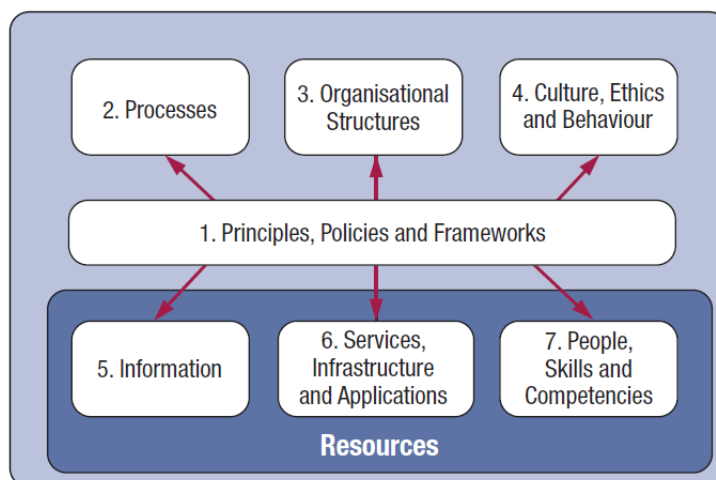 2. Processes
3. Organisational
Structures
4. Culture, Ethics
and Behaviour
1. Principles, Policies and Frameworks
5. Information
6. Services,
Infrastructure
and Applications
7. People,
Skills and
Competencies
Resources